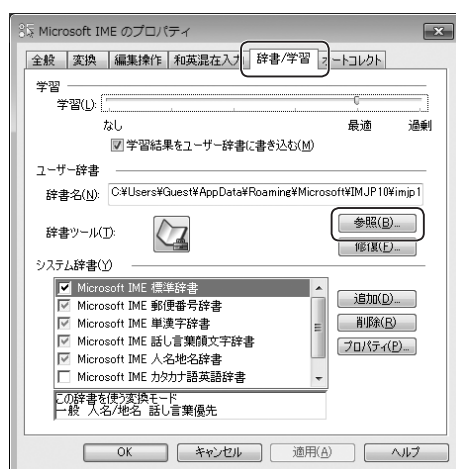 Microsoft IME のプロパティ
全般 変換 編集操作 和英混在入力 辞書/学習 オートコレクト
学習
学習(L):
なし 最適 過剰
学習結果をユーザー辞書に書き込む(M)
ユーザー辞書
辞書名(N): C:¥Users¥Guest¥AppData¥Roaming¥Microsoft¥IMJP10¥imjp1
参照(B)...
辞書ツール(T):
修復(E)...
システム辞書(Y)
Microsoft IME 標準辞書
Microsoft IME 郵便番号辞書
Microsoft IME 単漢字辞書
Microsoft IME 話し言葉顔文字辞書
Microsoft IME 人名地名辞書
Microsoft IME カタカナ語英語辞書
追加(D)...
削除(R)
プロパティ(P)...
この辞書を使う変換モード
一般 人名/地名 話し言葉優先
OK キャンセル 適用(A) ヘルプ